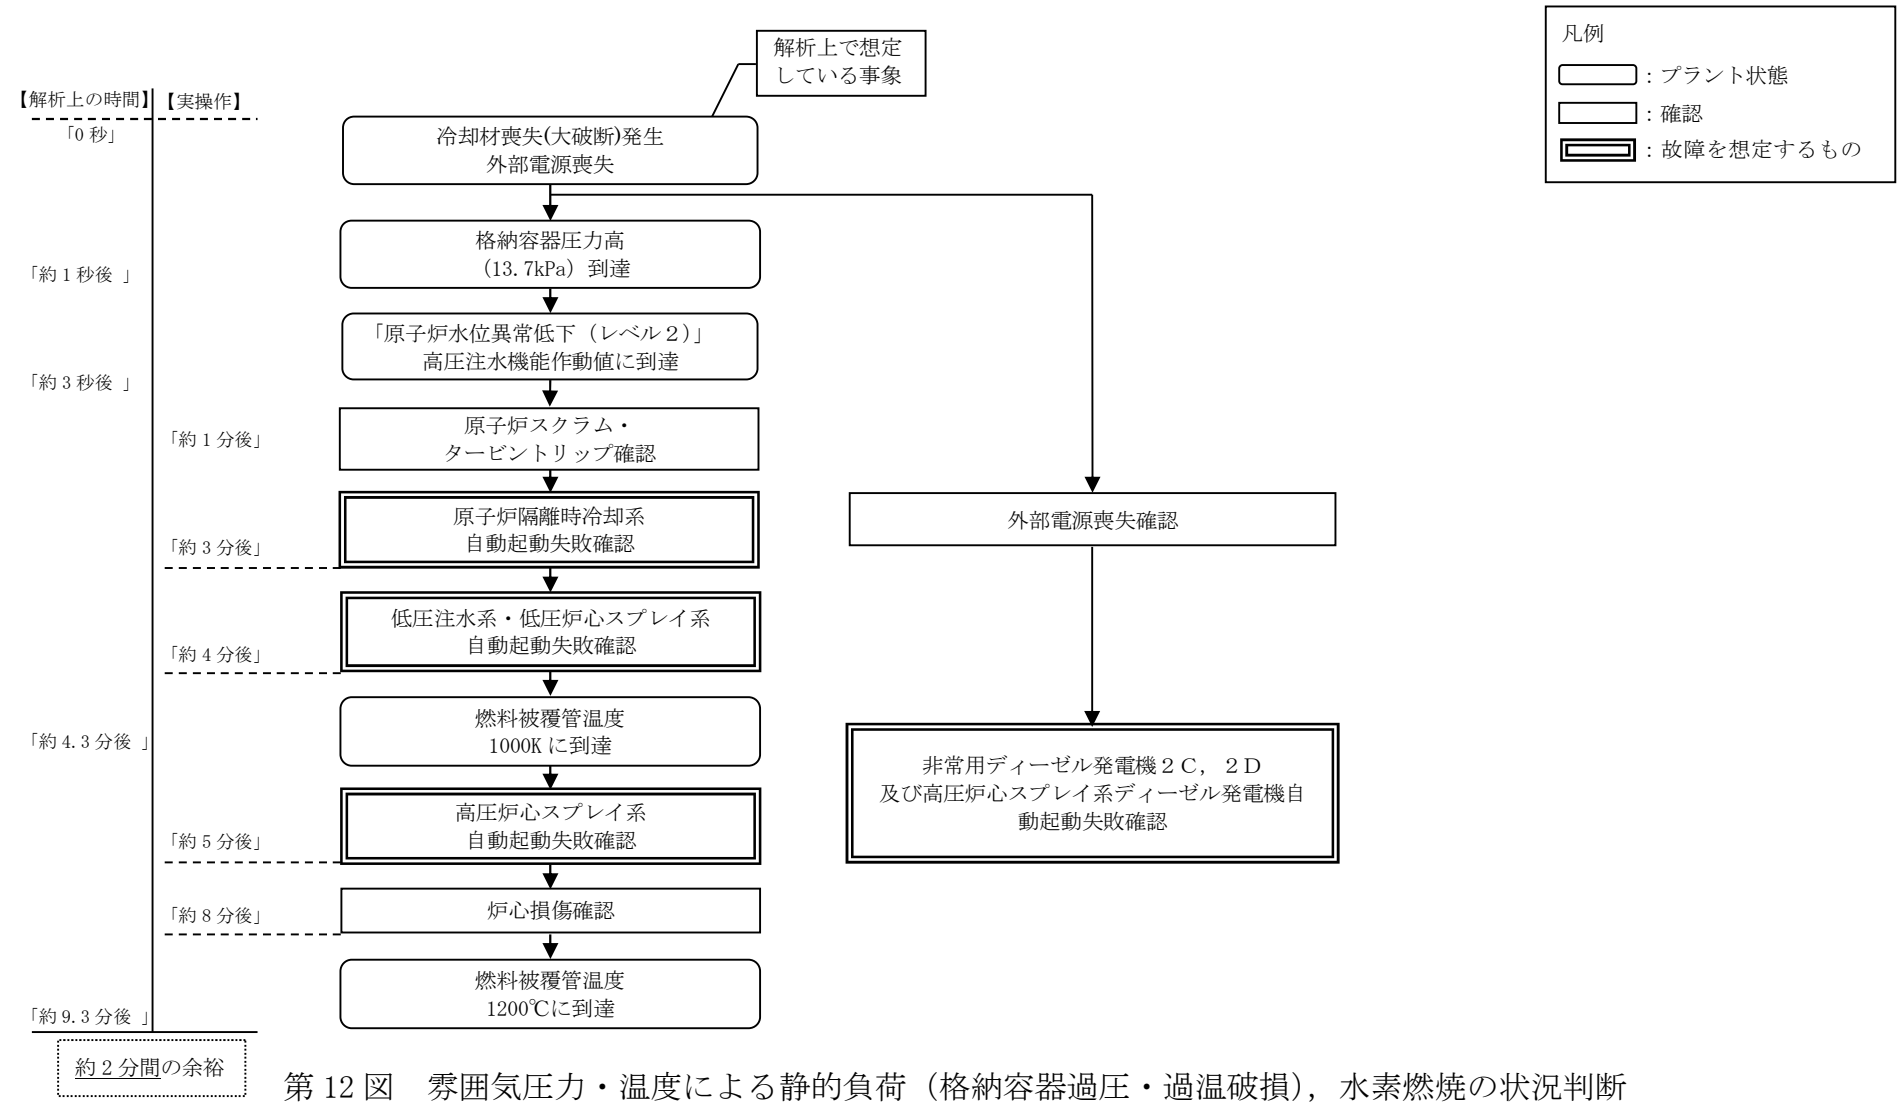 解析上で想定
している事象
凡例
：プラント状態
：確認
：故障を想定するもの
【解析上の時間】
【実操作】
「0 秒」
冷却材喪失(大破断)発生
外部電源喪失
格納容器圧力高
（13.7kPa）到達
「約 1 秒後 」
「原子炉水位異常低下（レベル２）」
高圧注水機能作動値に到達
「約 3 秒後 」
原子炉スクラム・
タービントリップ確認
「約 1 分後」
原子炉隔離時冷却系
自動起動失敗確認
「約 3 分後」
外部電源喪失確認
低圧注水系・低圧炉心スプレイ系
自動起動失敗確認
「約 4 分後」
燃料被覆管温度
1000K に到達
「約 4.3 分後 」
非常用ディーゼル発電機２Ｃ，２Ｄ
及び高圧炉心スプレイ系ディーゼル発電機自
動起動失敗確認
高圧炉心スプレイ系
自動起動失敗確認
「約 5 分後」
炉心損傷確認
「約 8 分後」
燃料被覆管温度
1200℃に到達
「約 9.3 分後 」
約 2 分間の余裕
第 12 図　雰囲気圧力・温度による静的負荷（格納容器過圧・過温破損），水素燃焼の状況判断